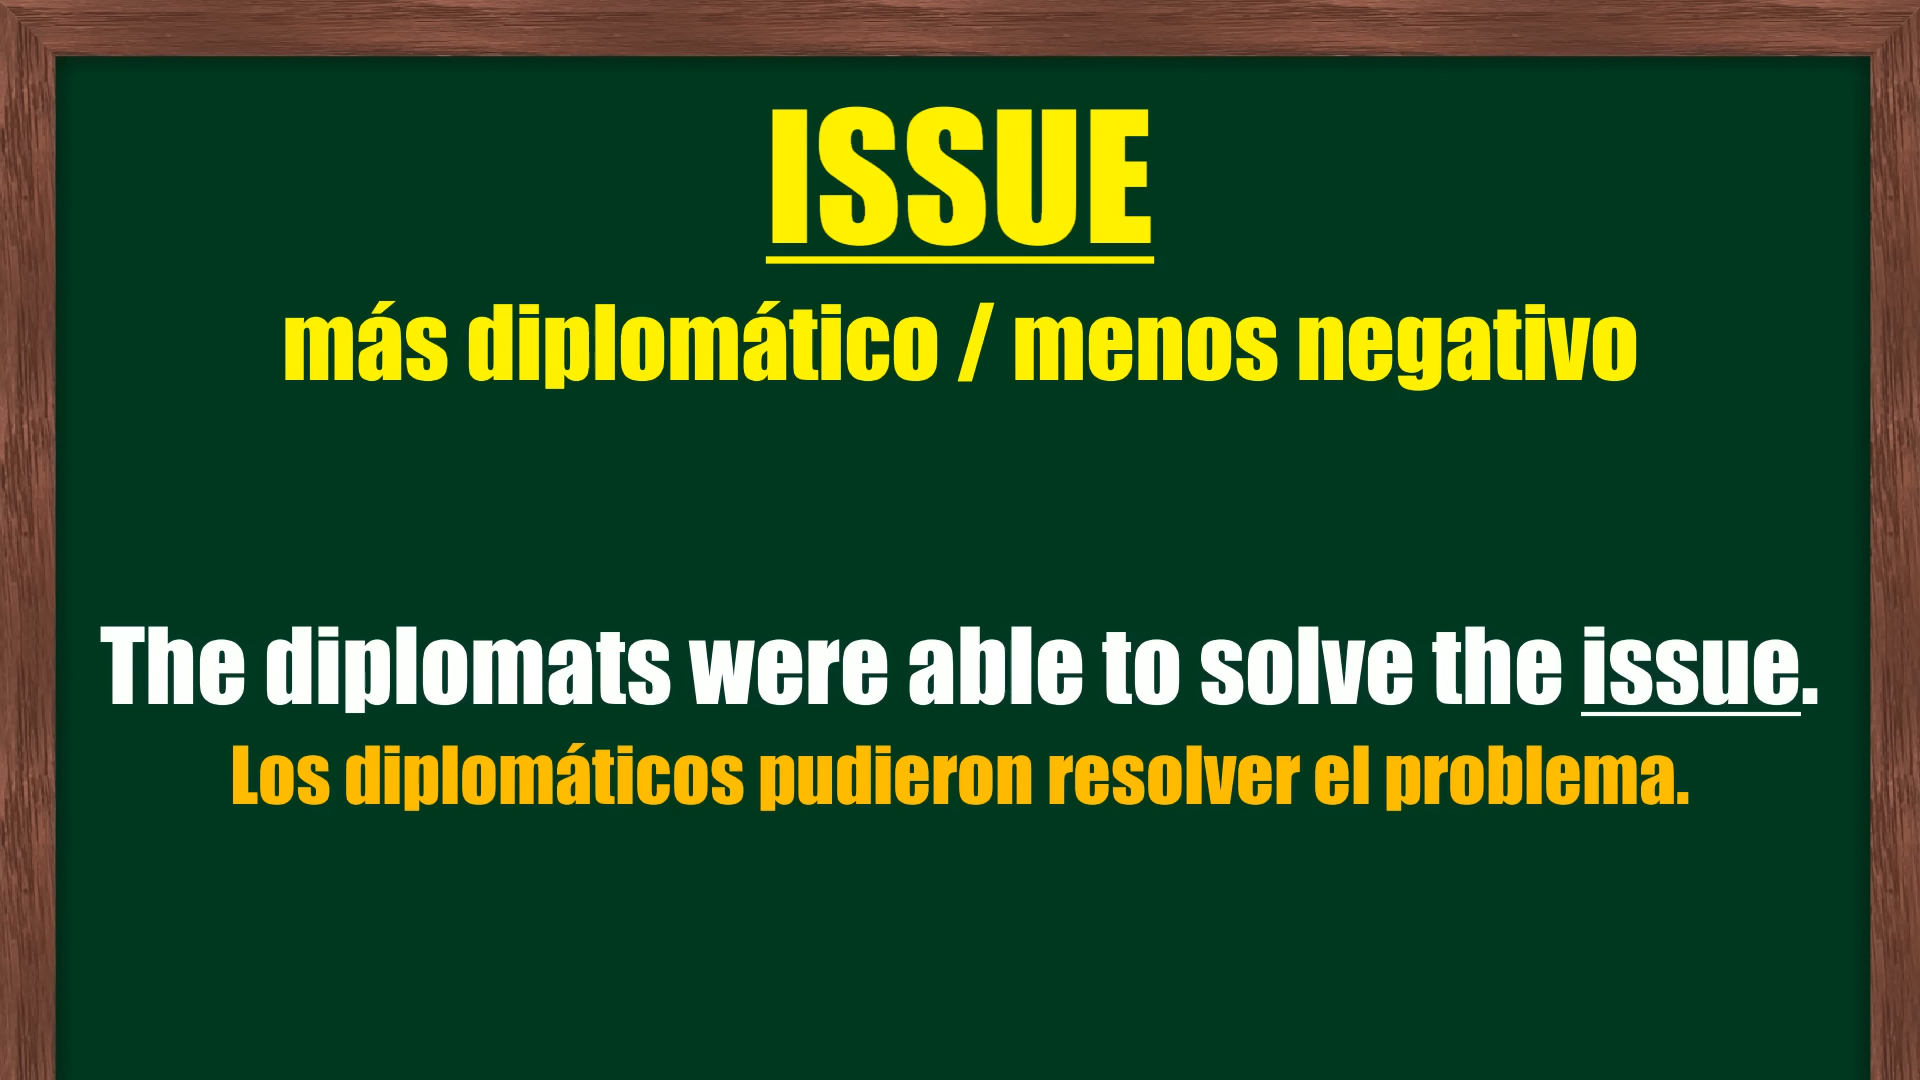 ISSUE
más diplomático / menos negativo
The diplomats were able to solve the issue.
Los diplomáticos pudieron resolver el problema.